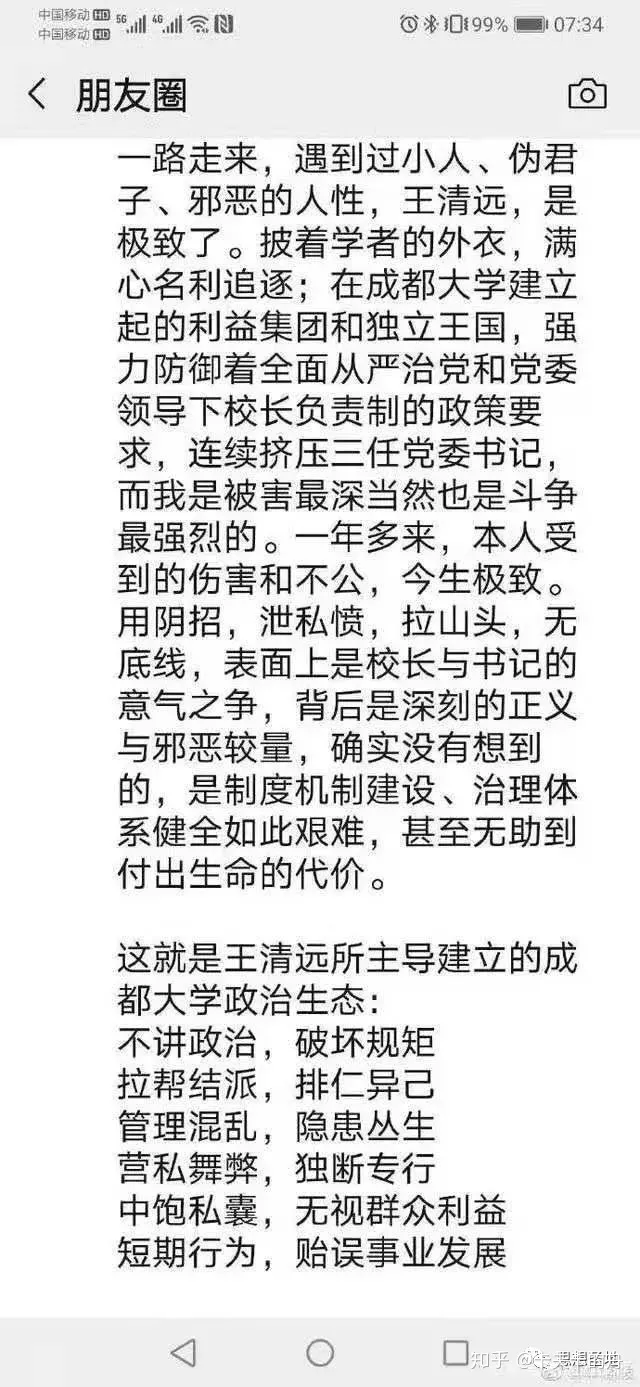 中国移动 HD 5G 4G
中国移动 HD
99% 07:34
朋友圈
一路走来，遇到过小人、伪君
子、邪恶的人性，王清远，是
极致了。披着学者的外衣，满
心名利追逐；在成都大学建立
起的利益集团和独立王国，强
力防御着全面从严治党和党委
领导下校长负责制的政策要
求，连续挤压三任党委书记，
而我是被害最深当然也是斗争
最强烈的。一年多来，本人受
到的伤害和不公，今生极致。
用阴招，泄私愤，拉山头，无
底线，表面上是校长与书记的
意气之争，背后是深刻的正义
与邪恶较量，确实没有想到
的，是制度机制建设、治理体
系健全如此艰难，甚至无助到
付出生命的代价。
这就是王清远所主导建立的成
都大学政治生态：
不讲政治，破坏规矩
拉帮结派，排仁异己
管理混乱，隐患丛生
营私舞弊，独断专行
中饱私囊，无视群众利益
短期行为，贻误事业发展
知乎